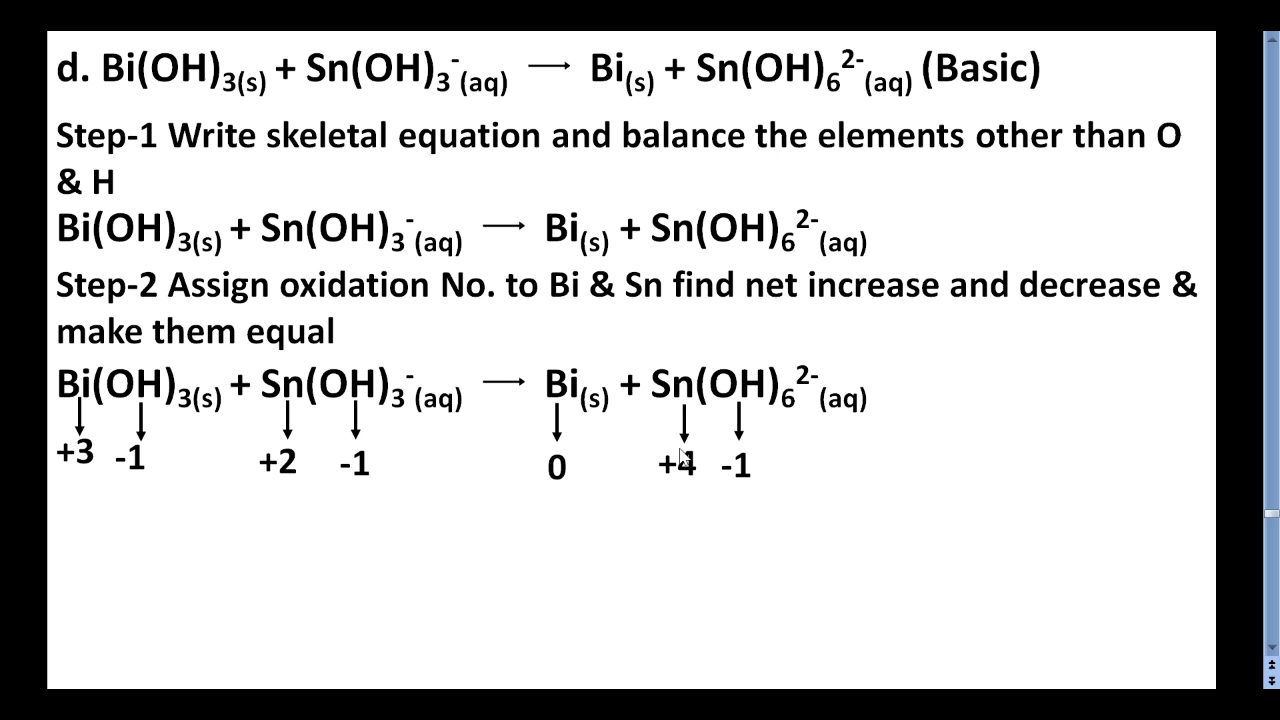 d. Bi(OH)₃(s) + Sn(OH)₃⁻(aq) ⟶ Bi(s) + Sn(OH)₆²⁻(aq) (Basic)
Step-1 Write skeletal equation and balance the elements other than O
& H
Bi(OH)₃(s) + Sn(OH)₃⁻(aq) ⟶ Bi(s) + Sn(OH)₆²⁻(aq)
Step-2 Assign oxidation No. to Bi & Sn find net increase and decrease &
make them equal
Bi(OH)₃(s) + Sn(OH)₃⁻(aq) ⟶ Bi(s) + Sn(OH)₆²⁻(aq)
+3 -1 +2 -1 0 +4 -1